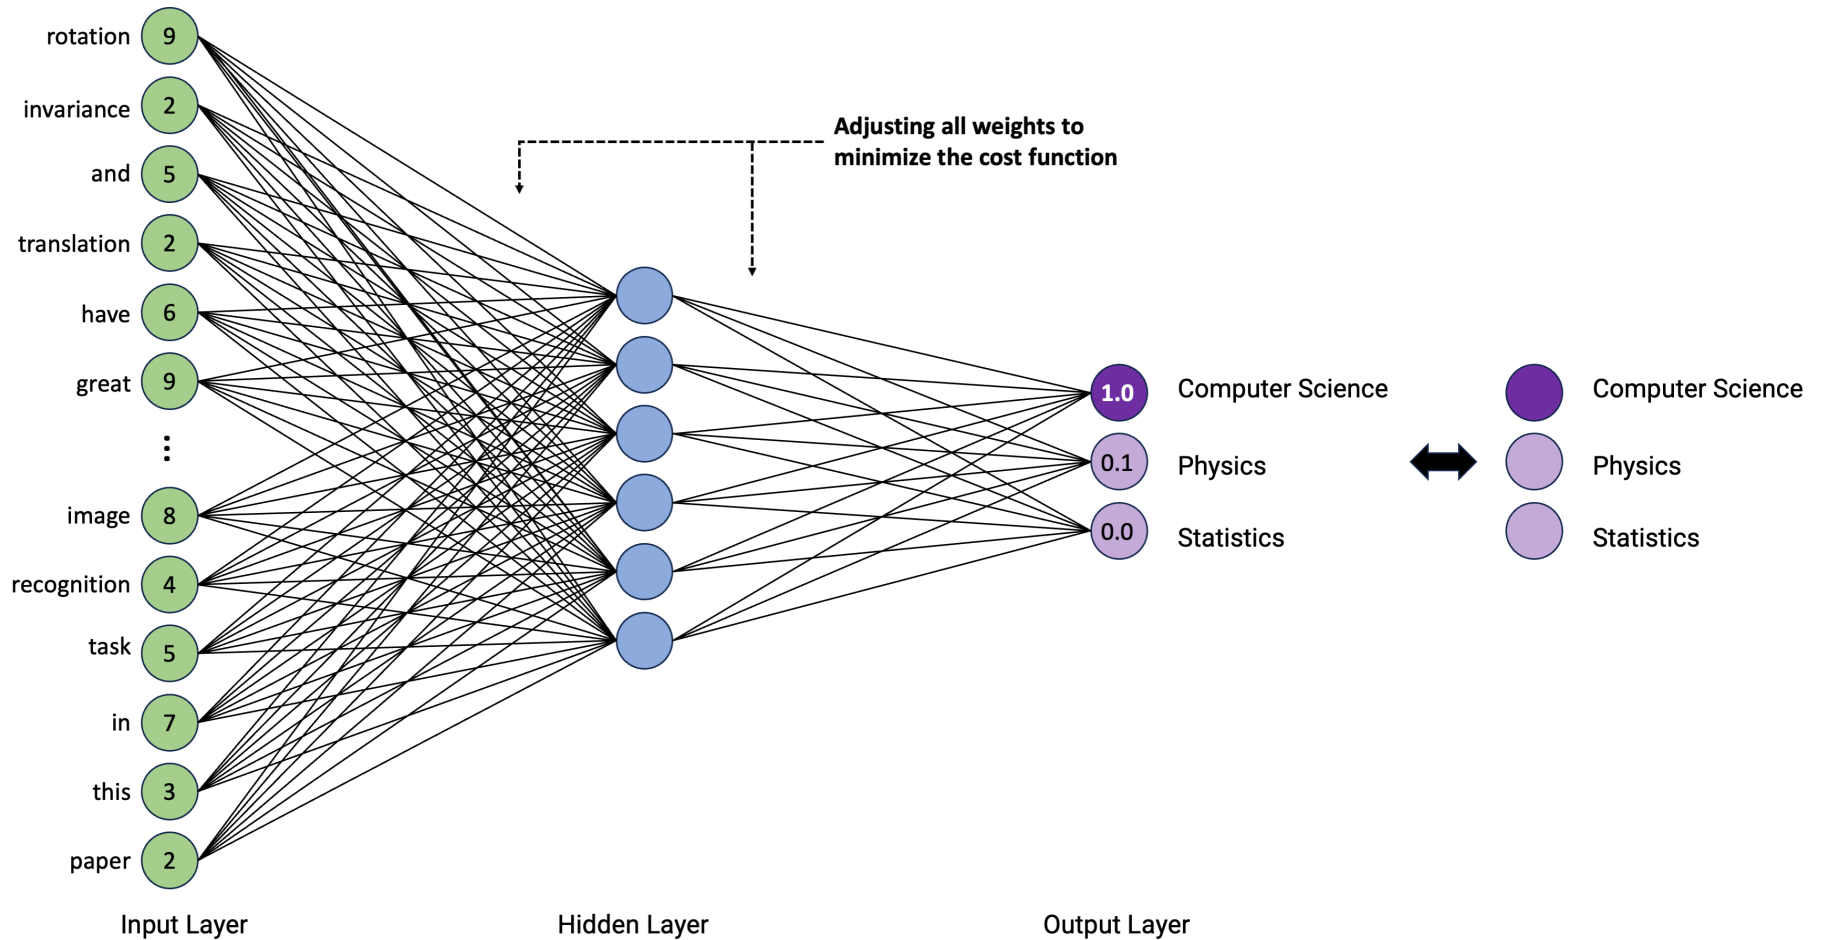 rotation 9
invariance 2
and 5
translation 2
have 6
great 9
⋮
image 8
recognition 4
task 5
in 7
this 3
paper 2
Adjusting all weights to
minimize the cost function
1.0 Computer Science
0.1 Physics
0.0 Statistics
Computer Science
Physics
Statistics
Input Layer
Hidden Layer
Output Layer